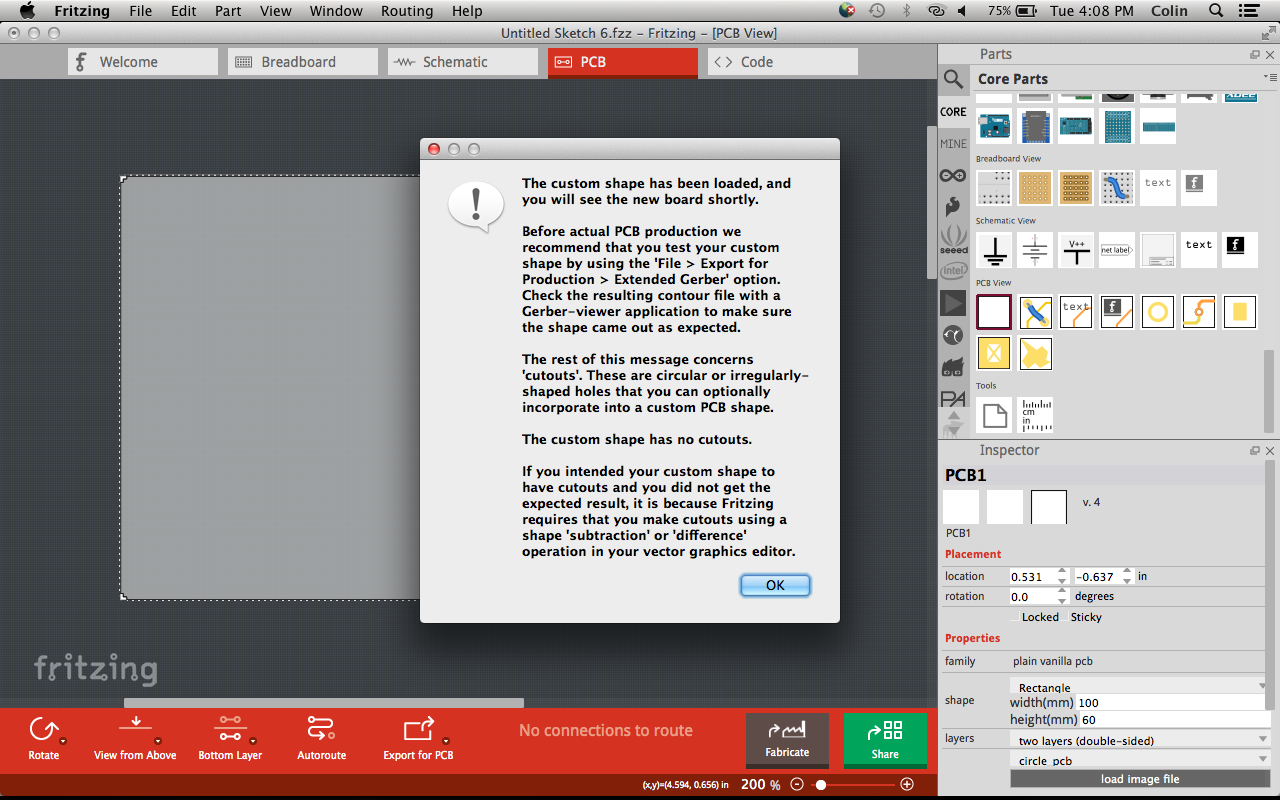 Fritzing File Edit Part View Window Routing Help 75% Tue 4:08 PM Colin
Untitled Sketch 6.fzz – Fritzing – [PCB View]
Welcome Breadboard Schematic PCB <> Code
Parts
Core Parts
CORE
MINE
Breadboard View
text
Schematic View
seeed
V++
net label
text
intel
PCB View
text
PA
Tools
cm
in
The custom shape has been loaded, and
you will see the new board shortly.
Before actual PCB production we
recommend that you test your custom
shape by using the 'File > Export for
Production > Extended Gerber' option.
Check the resulting contour file with a
Gerber-viewer application to make sure
the shape came out as expected.
The rest of this message concerns
'cutouts'. These are circular or irregularly-
shaped holes that you can optionally
incorporate into a custom PCB shape.
The custom shape has no cutouts.
If you intended your custom shape to
have cutouts and you did not get the
expected result, it is because Fritzing
requires that you make cutouts using a
shape 'subtraction' or 'difference'
operation in your vector graphics editor.
OK
Inspector
PCB1
v. 4
PCB1
Placement
location 0.531 -0.637 in
rotation 0.0 degrees
Locked Sticky
Properties
family plain vanilla pcb
shape Rectangle
width(mm) 100
height(mm) 60
layers two layers (double-sided)
circle_pcb
load image file
fritzing
Rotate View from Above Bottom Layer Autoroute Export for PCB
No connections to route
Fabricate Share
(x,y)=(4.594, 0.656) in 200 %